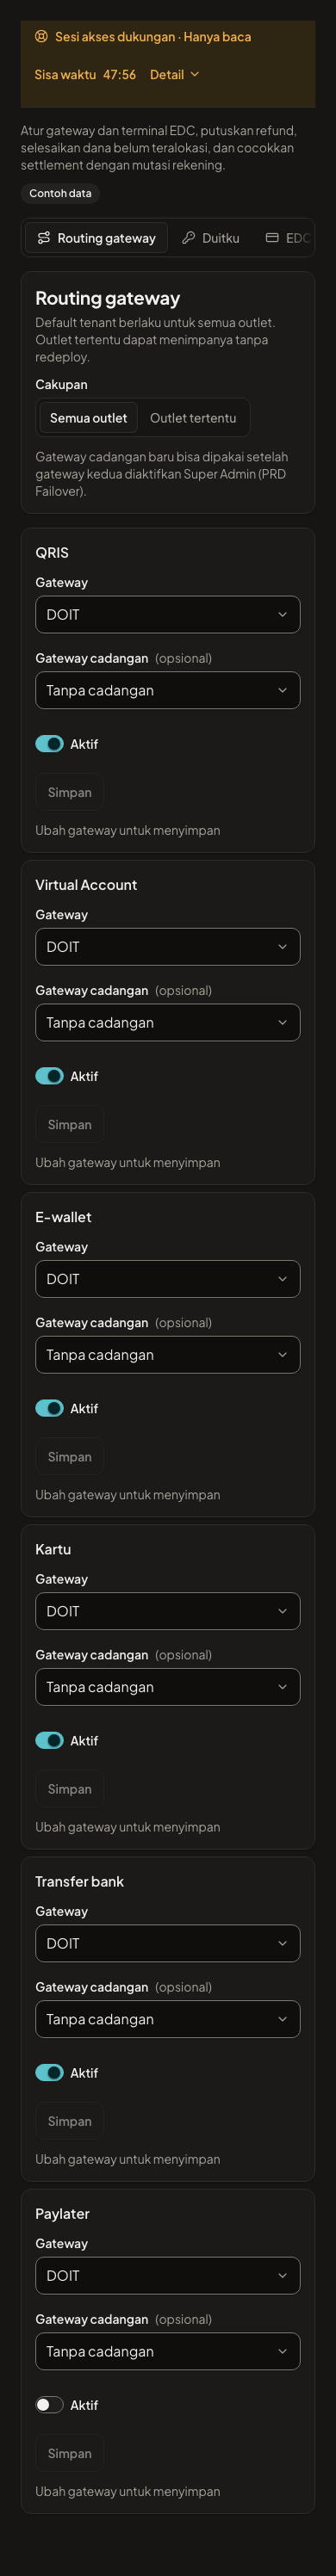 Sesi akses dukungan · Hanya baca
Sisa waktu 47:56 Detail
Atur gateway dan terminal EDC, putuskan refund,
selesaikan dana belum teralokasi, dan cocokkan
settlement dengan mutasi rekening.
Contoh data
Routing gateway Duitku EDC
Routing gateway
Default tenant berlaku untuk semua outlet.
Outlet tertentu dapat menimpanya tanpa
redeploy.
Cakupan
Semua outlet Outlet tertentu
Gateway cadangan baru bisa dipakai setelah
gateway kedua diaktifkan Super Admin (PRD
Failover).
QRIS
Gateway
DOIT
Gateway cadangan (opsional)
Tanpa cadangan
Aktif
Simpan
Ubah gateway untuk menyimpan
Virtual Account
Gateway
DOIT
Gateway cadangan (opsional)
Tanpa cadangan
Aktif
Simpan
Ubah gateway untuk menyimpan
E-wallet
Gateway
DOIT
Gateway cadangan (opsional)
Tanpa cadangan
Aktif
Simpan
Ubah gateway untuk menyimpan
Kartu
Gateway
DOIT
Gateway cadangan (opsional)
Tanpa cadangan
Aktif
Simpan
Ubah gateway untuk menyimpan
Transfer bank
Gateway
DOIT
Gateway cadangan (opsional)
Tanpa cadangan
Aktif
Simpan
Ubah gateway untuk menyimpan
Paylater
Gateway
DOIT
Gateway cadangan (opsional)
Tanpa cadangan
Aktif
Simpan
Ubah gateway untuk menyimpan